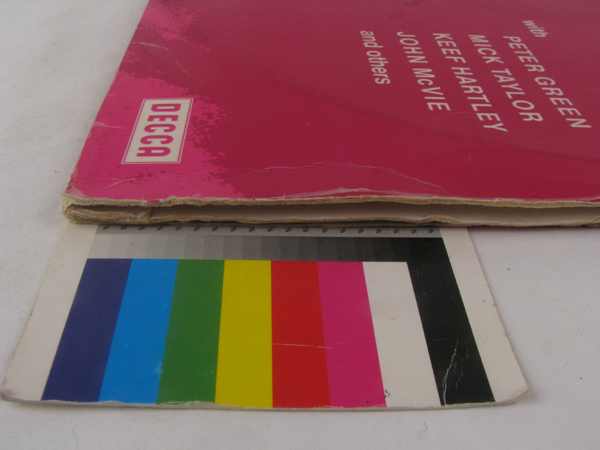 with
PETER GREEN
MICK TAYLOR
KEEF HARTLEY
JOHN McVIE
and others
DECCA